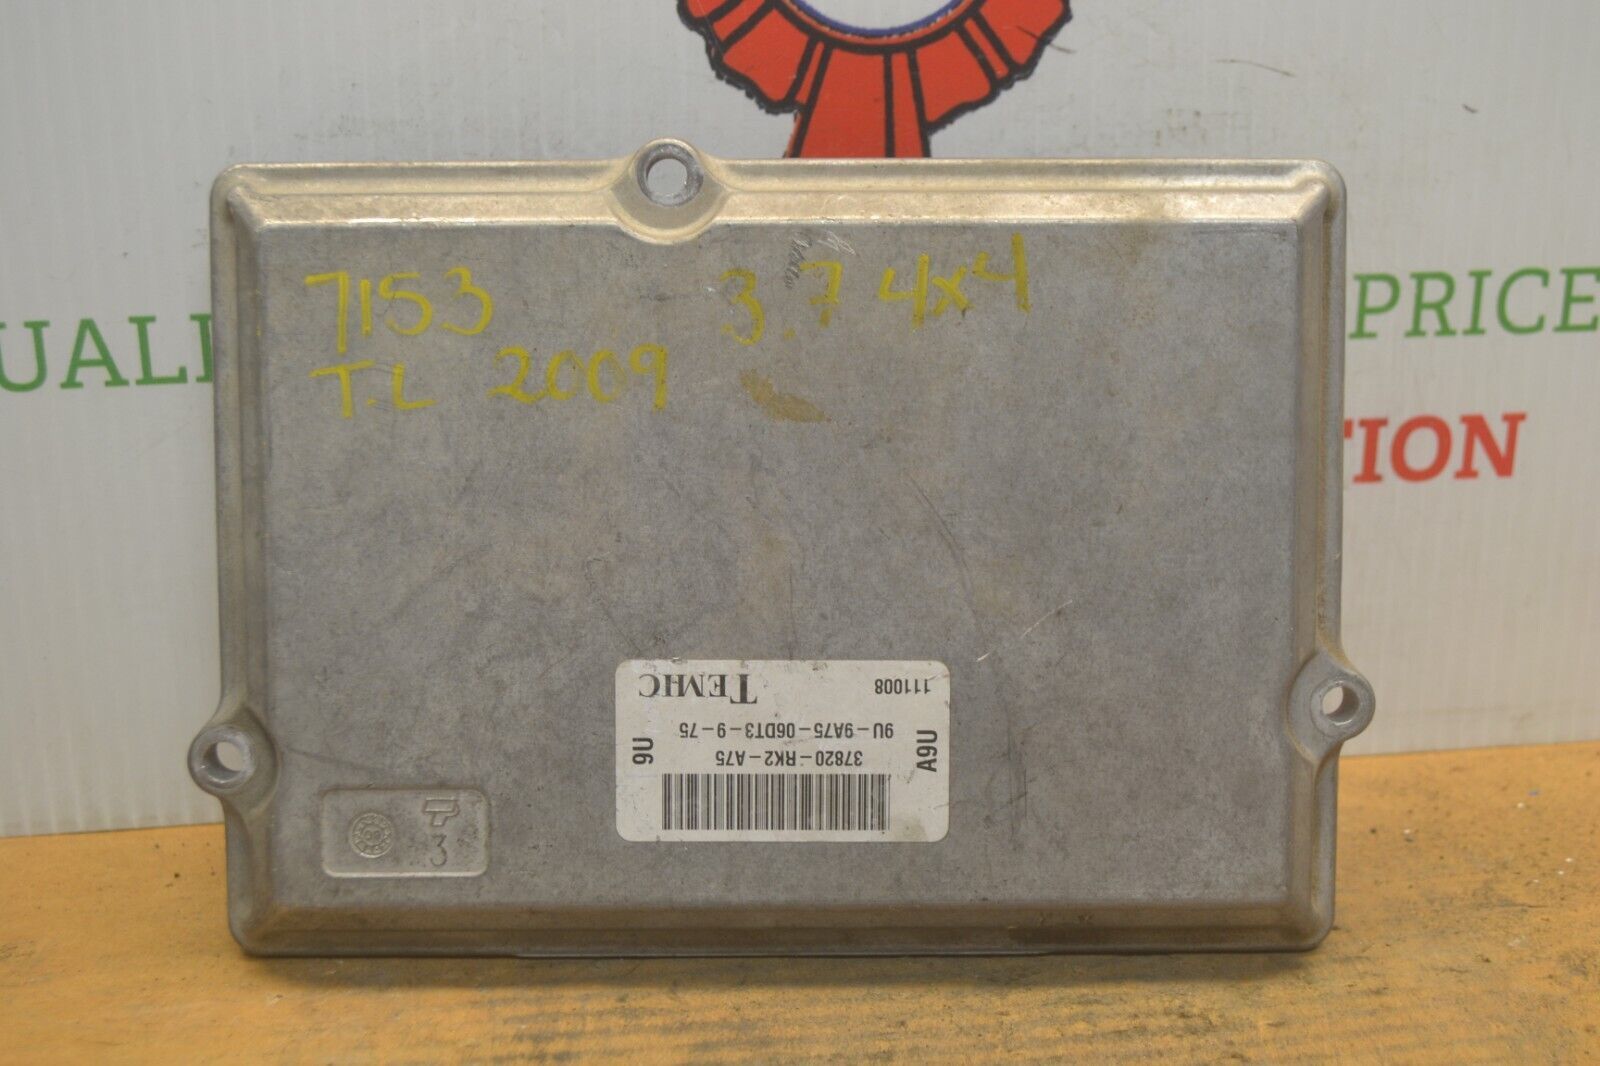 7153 3.7 4x4
T.L 2009
UALI PRICE
TION
37820-RK2-A75
9U-9A75-06DT3-9-75
TEMIC 111008
A9U
9U
3